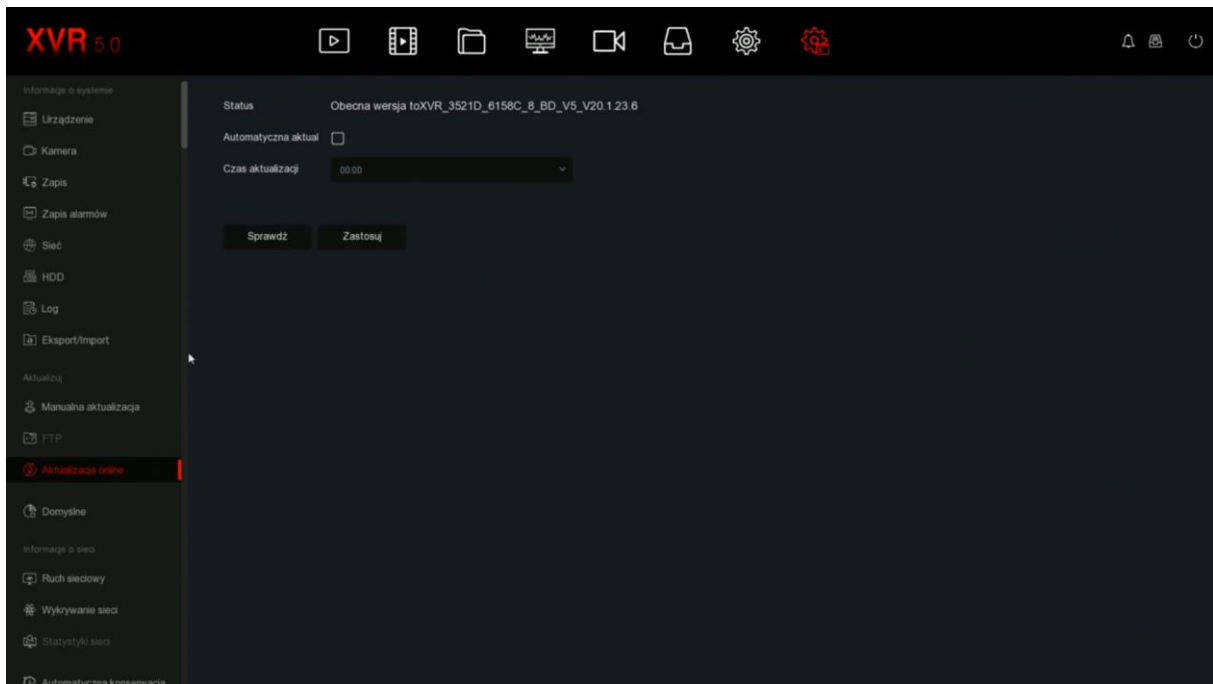 XVR 5.0
Informacje o systemie
Urządzenie
Kamera
Zapis
Zapis alarmów
Sieć
HDD
Log
Eksport/Import
Aktualizuj
Manualna aktualizacja
FTP
Aktualizacja online
Domyślne
Informacje o sieci
Ruch sieciowy
Wykrywanie sieci
Statystyki sieci
Automatyczna konserwacja
Status Obecna wersja toXVR_3521D_6158C_8_BD_V5_V20.1.23.6
Automatyczna aktual
Czas aktualizacji 00:00
Sprawdź Zastosuj